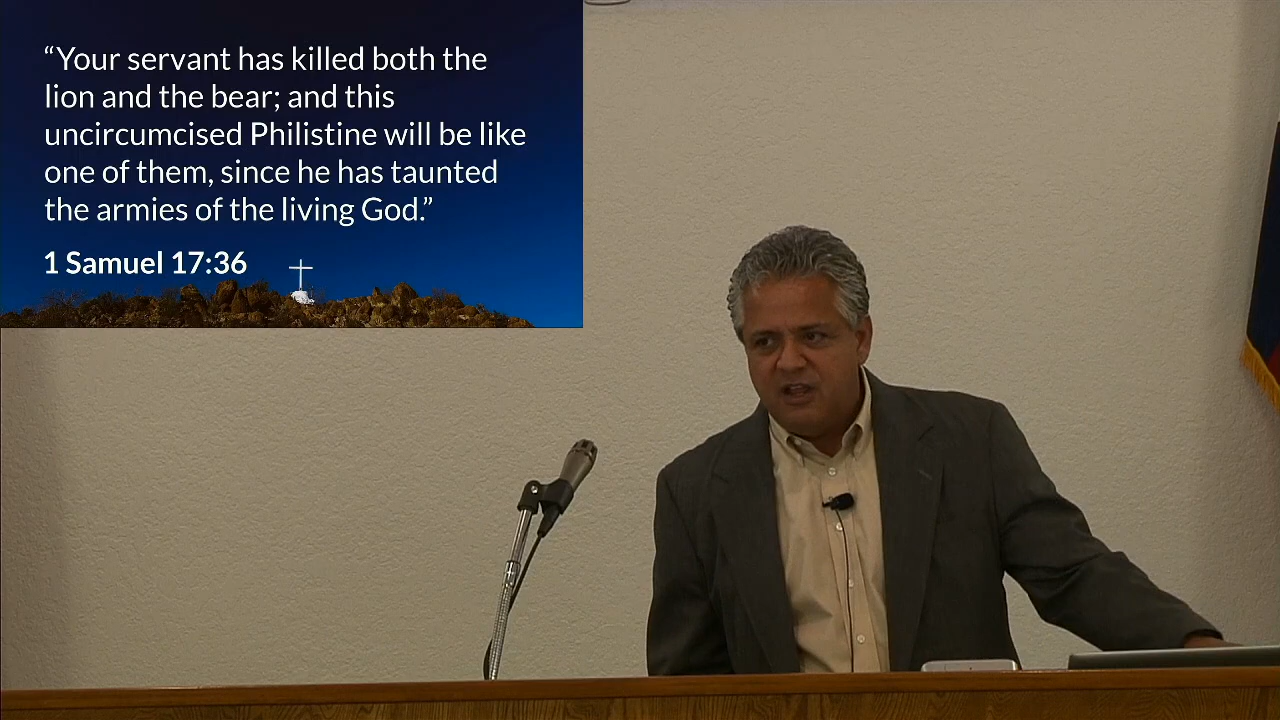 “Your servant has killed both the
lion and the bear; and this
uncircumcised Philistine will be like
one of them, since he has taunted
the armies of the living God.”
1 Samuel 17:36